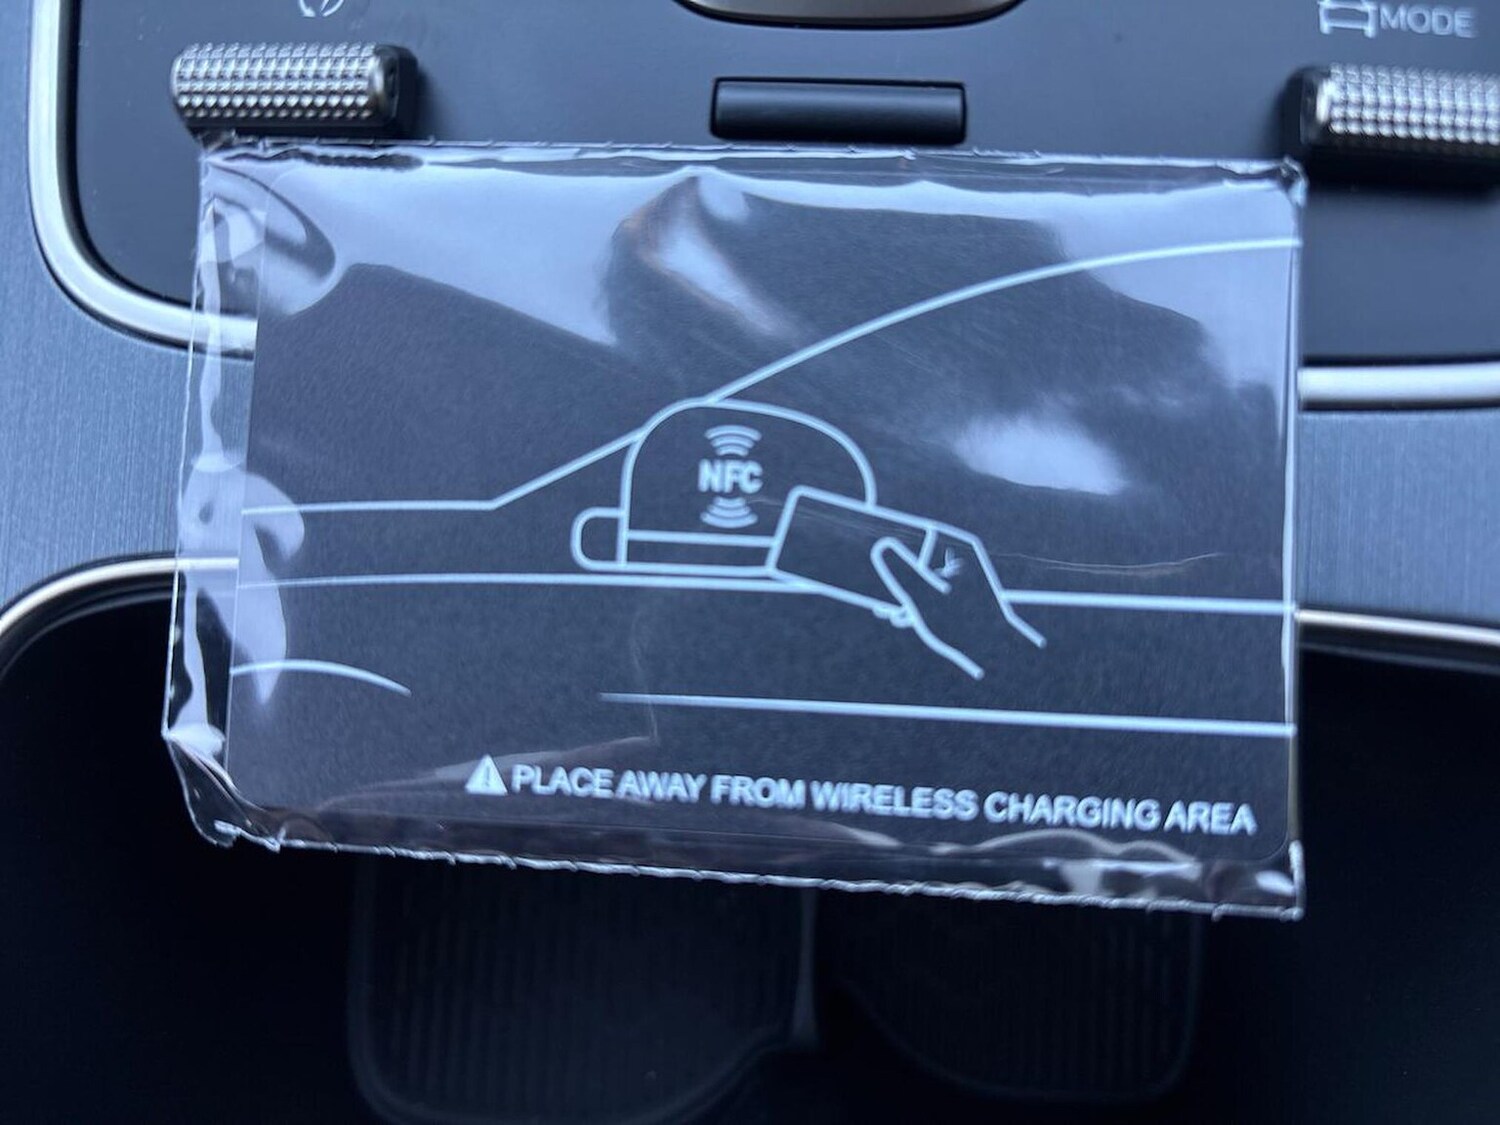 MODE
NFC
PLACE AWAY FROM WIRELESS CHARGING AREA